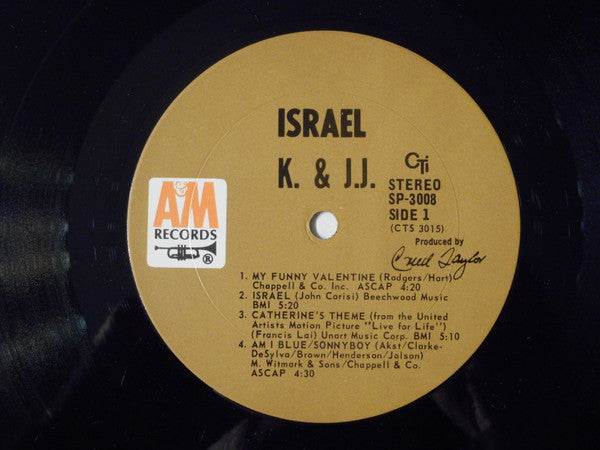 ISRAEL
K. & J.J.
CTi
STEREO
SP-3008
SIDE 1
(CTS 3015)
Produced by
Creed Taylor
A&M
RECORDS
®
1. MY FUNNY VALENTINE (Rodgers/Hart)
Chappell & Co. Inc. ASCAP 4:20
2. ISRAEL (John Carisi) Beechwood Music
BMI 5:20
3. CATHERINE'S THEME (from the United
Artists Motion Picture "Live for Life")
(Francis Lai) Unart Music Corp. BMI 5:10
4. AM I BLUE/SONNYBOY (Akst/Clarke-
DeSylva/Brown/Henderson/Jolson)
M. Witmark & Sons/Chappell & Co.
ASCAP 4:30